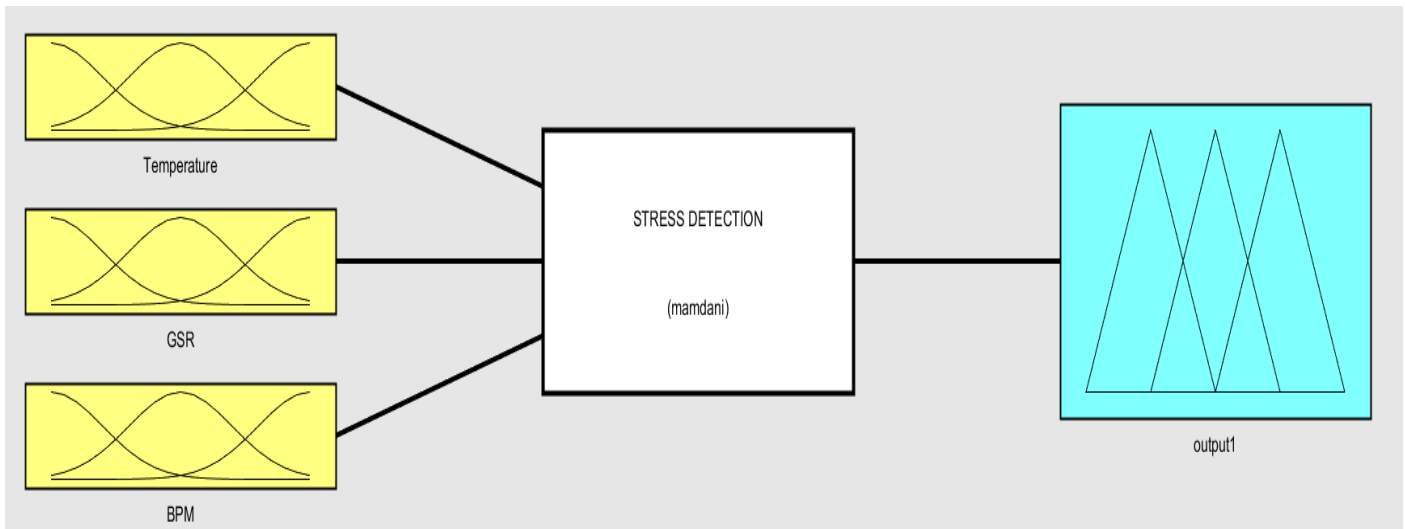 Temperature
GSR
BPM
STRESS DETECTION
(mamdani)
output1